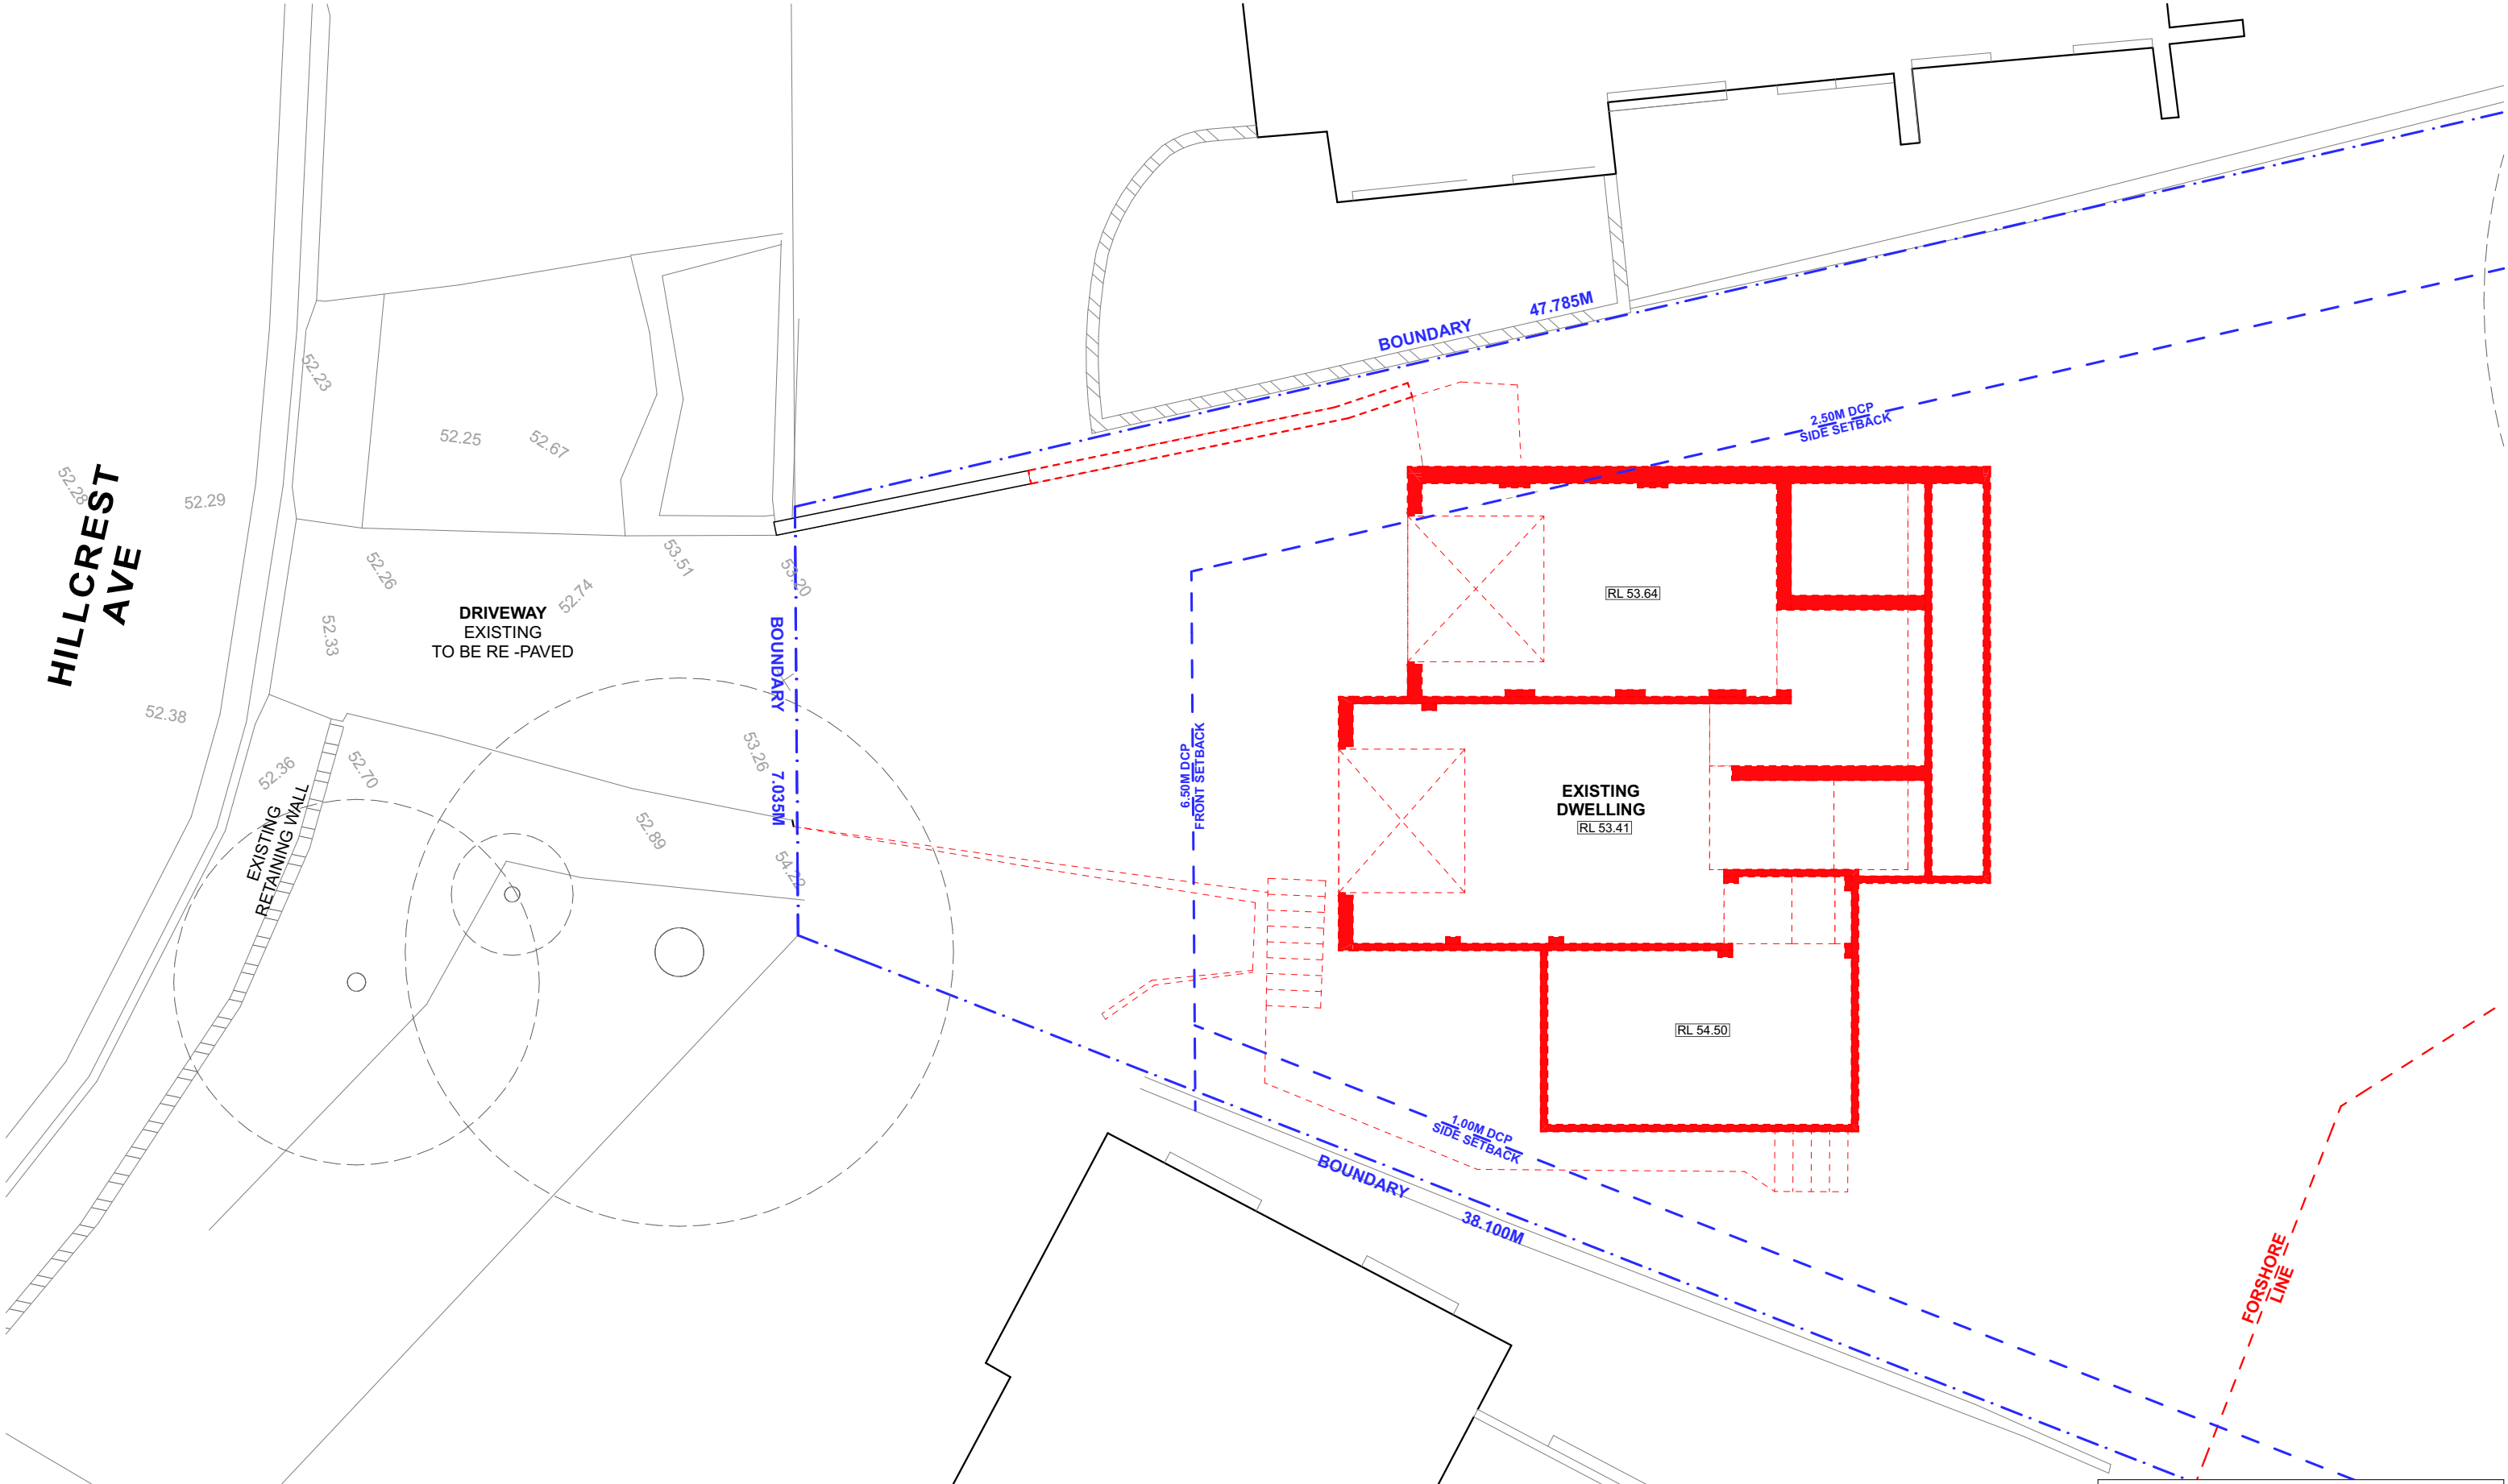 47.785M
BOUNDARY
52.23
2.50M DCP
SIDE SETBACK
52.25
52.67
HILLCREST
AVE
52.28
52.29
53.51
53.20
52.26
52.74
RL 53.64
DRIVEWAY
EXISTING
TO BE RE -PAVED
52.33
BOUNDARY
7.035M
52.38
53.26
6.50M DCP
FRONT SETBACK
52.36
52.70
EXISTING
DWELLING
RL 53.41
EXISTING
RETAINING WALL
52.89
54.22
RL 54.50
1.00M DCP
SIDE SETBACK
BOUNDARY
38.100M
FORSHORE
LINE